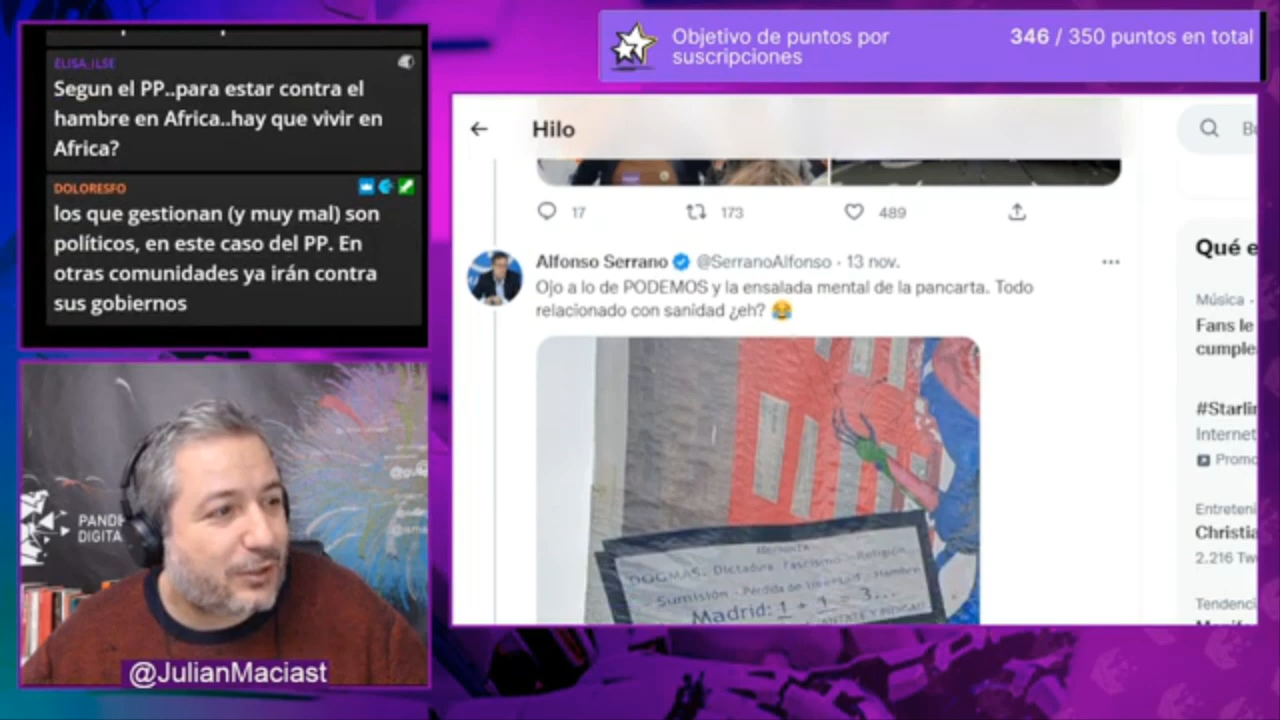 ELISA_ILSE
Segun el PP..para estar contra el
hambre en Africa..hay que vivir en
Africa?
DOLORESFO
los que gestionan (y muy mal) son
políticos, en este caso del PP. En
otras comunidades ya irán contra
sus gobiernos
PANDE
DIGITA
@JulianMaciast
Objetivo de puntos por
suscripciones
346 / 350 puntos en total
Hilo
17 173 489
Alfonso Serrano @SerranoAlfonso · 13 nov.
Ojo a lo de PODEMOS y la ensalada mental de la pancarta. Todo
relacionado con sanidad ¿eh? 😂
DOGMAS. Dictadura Fascismo - Religión
Sumisión - Pérdida de libertad - Hambre
Madrid: 1 + 1 = 3...
Qué e
Música ·
Fans le
cumple
#Starlin
Internet
Promo
Entreteni
Christia
2.216 Tw
Tendenci